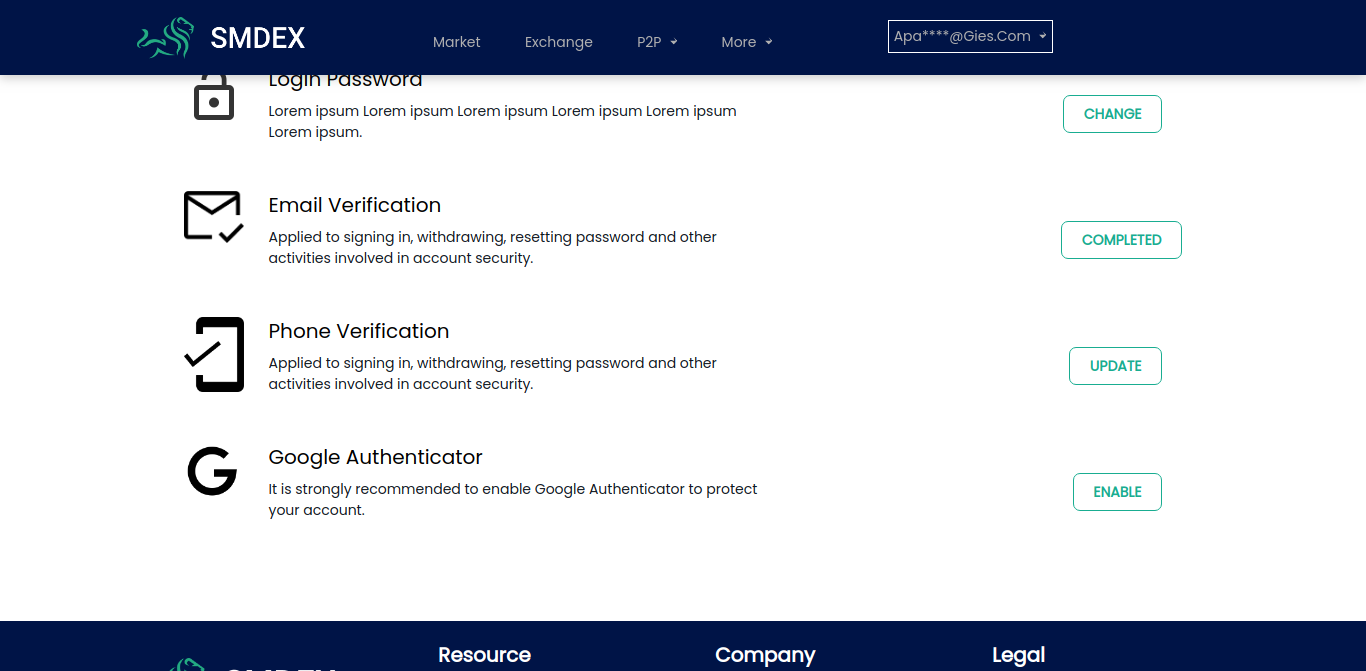 SMDEX
Market
Exchange
P2P
More
Apa****@Gies.Com
Login Password
Lorem ipsum Lorem ipsum Lorem ipsum Lorem ipsum Lorem ipsum
Lorem ipsum.
CHANGE
Email Verification
Applied to signing in, withdrawing, resetting password and other
activities involved in account security.
COMPLETED
Phone Verification
Applied to signing in, withdrawing, resetting password and other
activities involved in account security.
UPDATE
Google Authenticator
It is strongly recommended to enable Google Authenticator to protect
your account.
ENABLE
SMDEX
Resource
Company
Legal